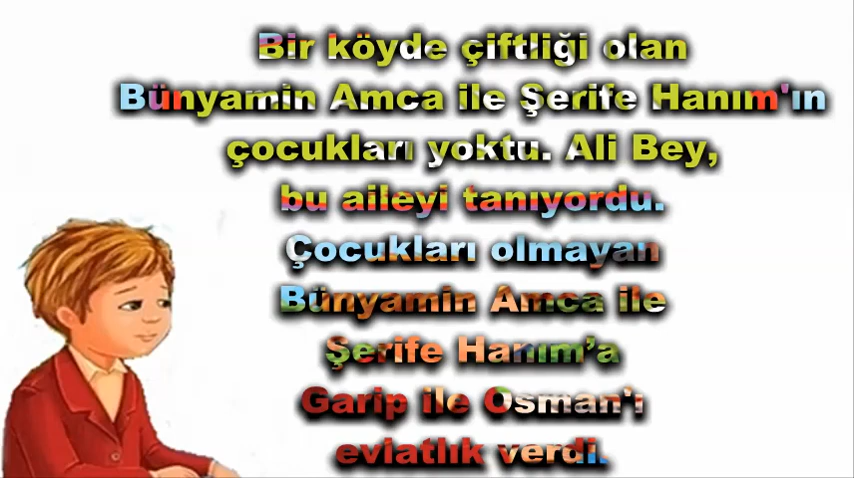 Bir köyde çiftliği olan
Bünyamin Amca ile Şerife Hanım'ın
çocukları yoktu. Ali Bey,
bu aileyi tanıyordu.
Çocukları olmayan
Bünyamin Amca ile
Şerife Hanım’a
Garip ile Osman'ı
evlatlık verdi.